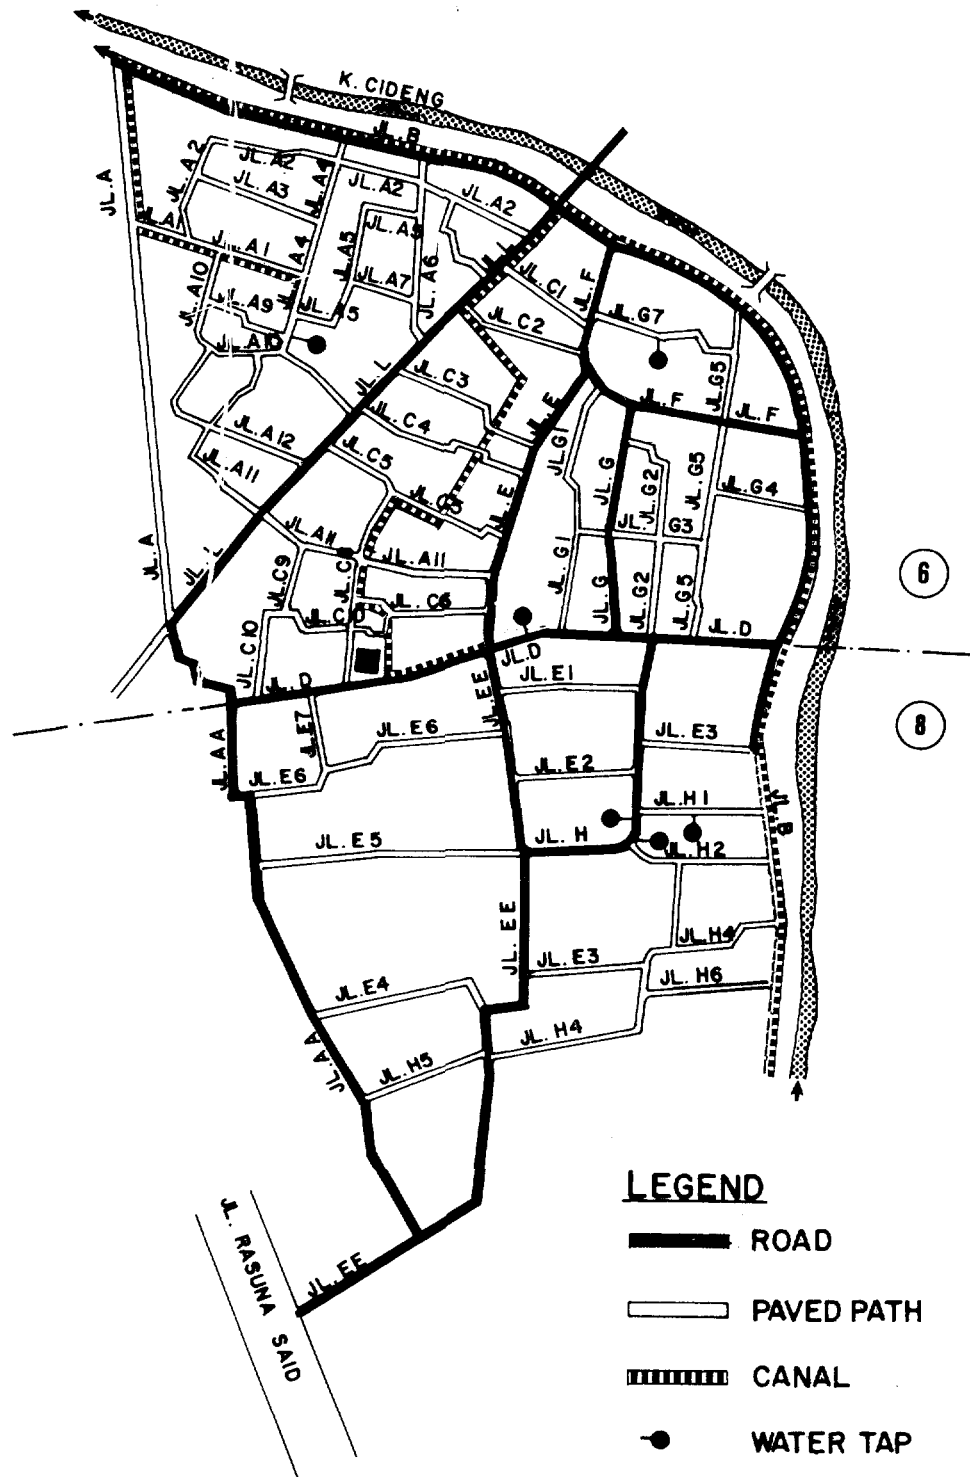 K. CIDENG
JL. B
JL. A2
JL. A2
JL. A4
JL. A3
JL. A2
JL. A2
JL. A
JL. A1
JL. A1
JL. A4
JL. A5
JL. A5
JL. A6
JL. A7
JL. C1
JL. F
JL. A10
JL. A9
JL. A5
JL. C2
JL. G7
JL. A10
JL. L
JL. C3
JL. E
JL. F
JL. G5
JL. F
JL. C4
JL. A12
JL. G1
JL. A11
JL. C5
JL. G
JL. G2
JL. G5
JL. G4
JL. E
JL. A11
JL. G3
JL. A
JL. L
JL. C9
JL. A11
JL. G1
JL. G
JL. G2
JL. G5
6
JL. C6
JL. D
JL. C10
JL. D
JL. D
JL. E1
JL. EE
JL. E7
JL. E6
JL. E3
8
JL. AA
JL. E6
JL. E2
JL. H1
JL. B
JL. E5
JL. H
JL. H2
JL. EE
JL. H4
JL. E3
JL. H6
JL. E4
JL. H4
JL. AA
JL. H5
JL. RASUNA SAID
JL. EE
LEGEND
ROAD
PAVED PATH
CANAL
WATER TAP